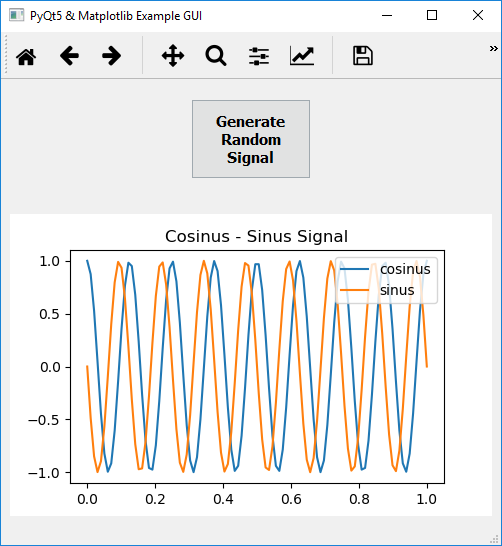 PyQt5 & Matplotlib Example GUI
»
Generate
Random
Signal
Cosinus - Sinus Signal
cosinus
sinus
1.0
0.5
0.0
−0.5
−1.0
0.0 0.2 0.4 0.6 0.8 1.0